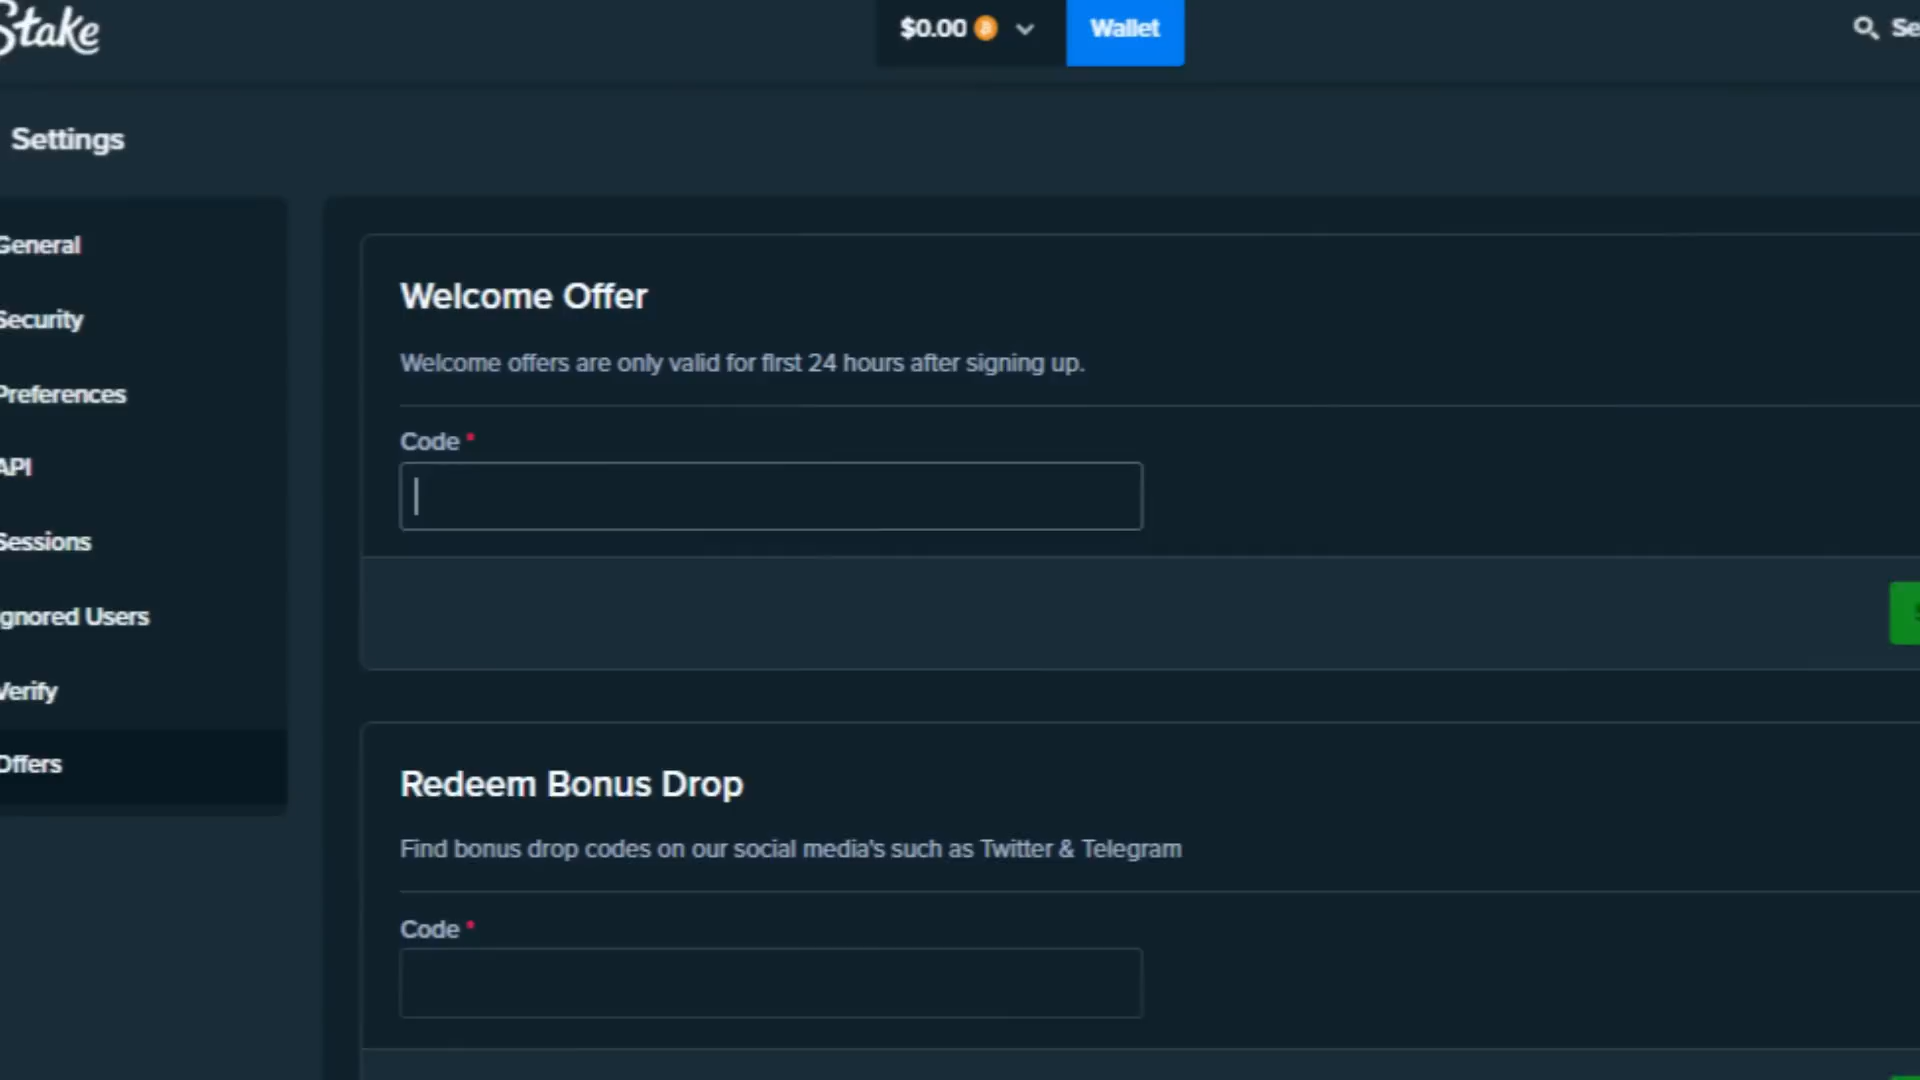 Stake
$0.00
Wallet
Settings
General
Security
Preferences
API
Sessions
Ignored Users
Verify
Offers
Welcome Offer
Welcome offers are only valid for first 24 hours after signing up.
Code *
Redeem Bonus Drop
Find bonus drop codes on our social media's such as Twitter & Telegram
Code *